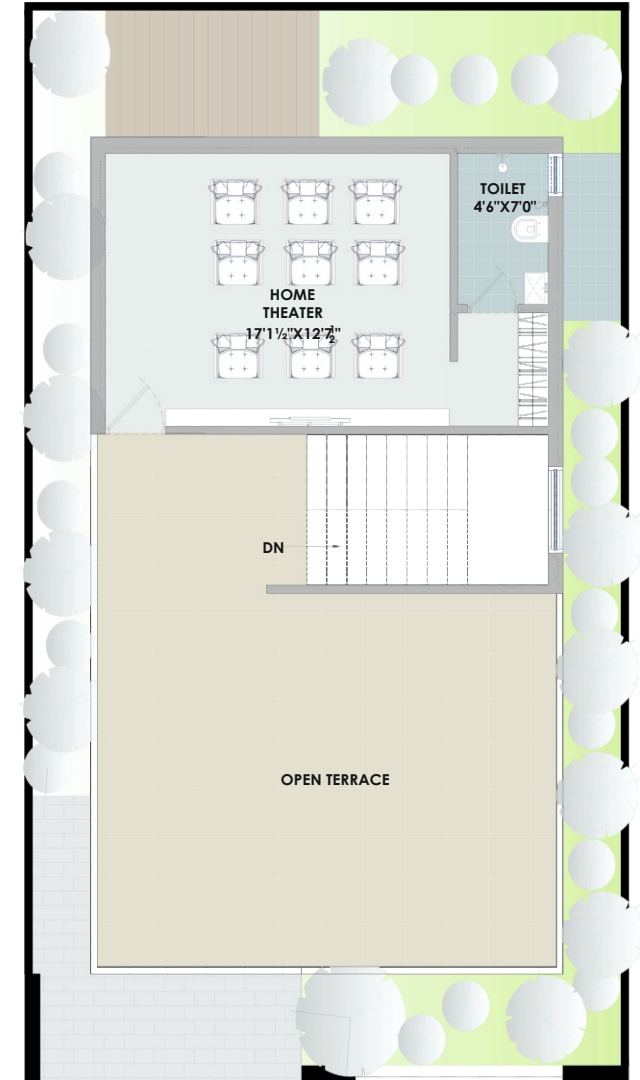 TOILET
4'6"X7'0"
HOME
THEATER
17'1½"X12'7½"
DN
OPEN TERRACE